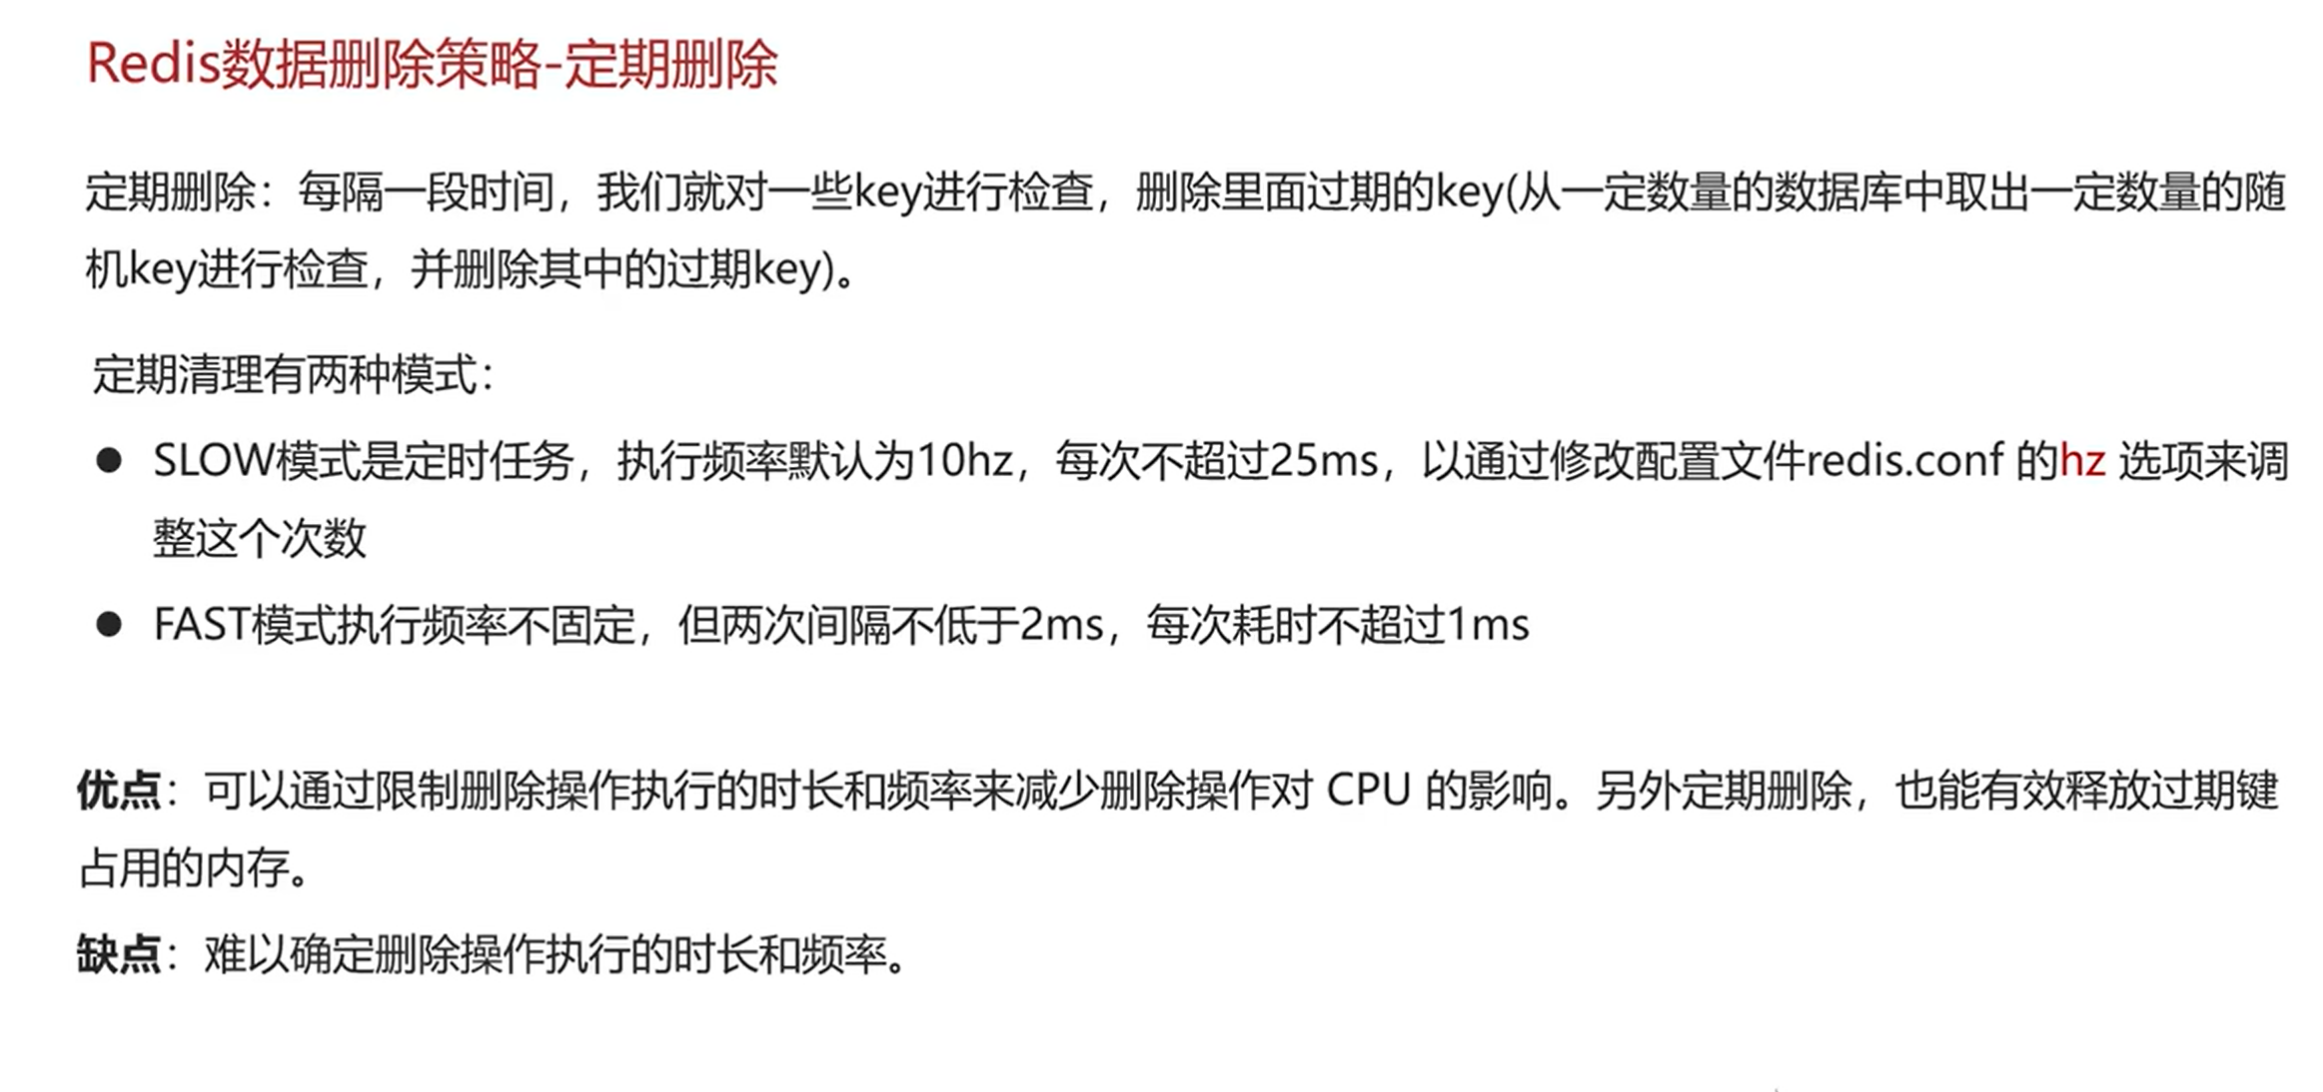 Redis数据删除策略-定期删除
定期删除：每隔一段时间，我们就对一些key进行检查，删除里面过期的key(从一定数量的数据库中取出一定数量的随
机key进行检查，并删除其中的过期key)。
定期清理有两种模式：
● SLOW模式是定时任务，执行频率默认为10hz，每次不超过25ms，以通过修改配置文件redis.conf 的hz 选项来调
整这个次数
● FAST模式执行频率不固定，但两次间隔不低于2ms，每次耗时不超过1ms
优点：可以通过限制删除操作执行的时长和频率来减少删除操作对 CPU 的影响。另外定期删除，也能有效释放过期键
占用的内存。
缺点：难以确定删除操作执行的时长和频率。